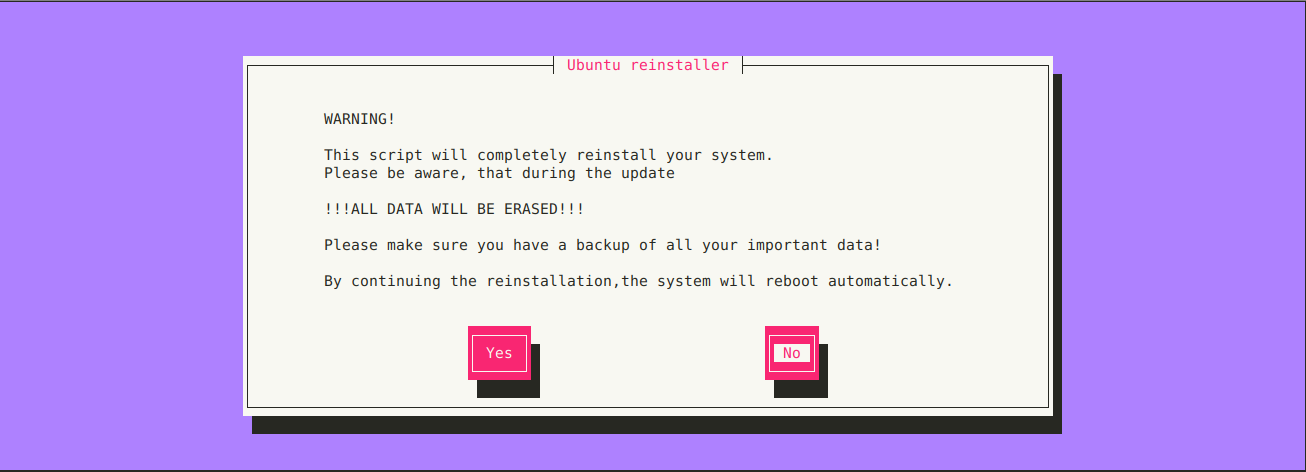 Ubuntu reinstaller
WARNING!
This script will completely reinstall your system.
Please be aware, that during the update
!!!ALL DATA WILL BE ERASED!!!
Please make sure you have a backup of all your important data!
By continuing the reinstallation,the system will reboot automatically.
Yes No